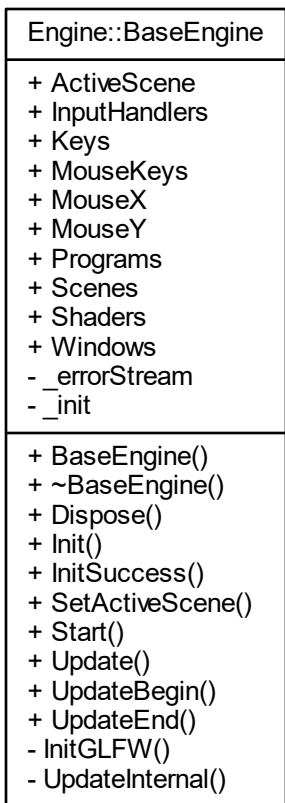 Engine::BaseEngine
+ ActiveScene
+ InputHandlers
+ Keys
+ MouseKeys
+ MouseX
+ MouseY
+ Programs
+ Scenes
+ Shaders
+ Windows
- _errorStream
- _init
+ BaseEngine()
+ ~BaseEngine()
+ Dispose()
+ Init()
+ InitSuccess()
+ SetActiveScene()
+ Start()
+ Update()
+ UpdateBegin()
+ UpdateEnd()
- InitGLFW()
- UpdateInternal()